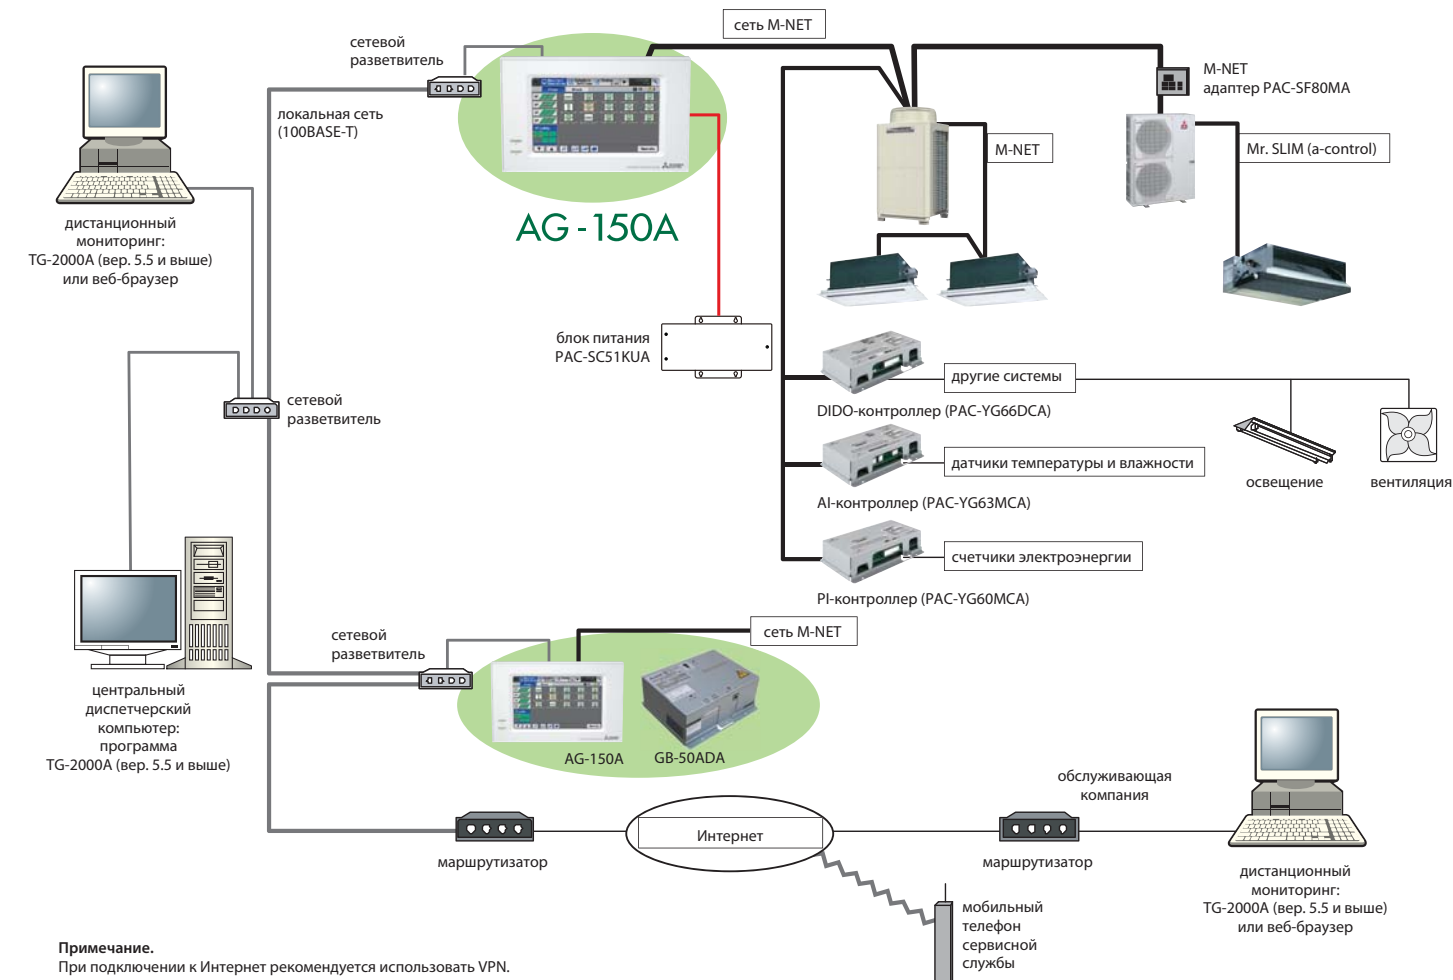 сеть M-NET
сетевой
разветвитель
локальная сеть
(100BASE-T)
M-NET
адаптер PAC-SF80MA
M-NET
Mr. SLIM (a-control)
AG-150A
дистанционный
мониторинг:
TG-2000A (вер. 5.5 и выше)
или веб-браузер
блок питания
PAC-SC51KUA
другие системы
DIDO-контроллер (PAC-YG66DCA)
сетевой
разветвитель
датчики температуры и влажности
освещение
вентиляция
AI-контроллер (PAC-YG63MCA)
счетчики электроэнергии
PI-контроллер (PAC-YG60MCA)
сеть M-NET
сетевой
разветвитель
центральный
диспетчерский
компьютер:
программа
TG-2000A (вер. 5.5 и выше)
AG-150A
GB-50ADA
обслуживающая
компания
Интернет
маршрутизатор
маршрутизатор
дистанционный
мониторинг:
TG-2000A (вер. 5.5 и выше)
или веб-браузер
мобильный
телефон
сервисной
службы
Примечание.
При подключении к Интернет рекомендуется использовать VPN.